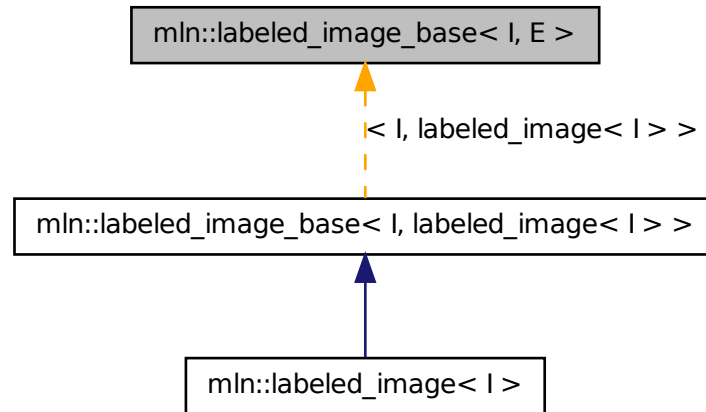 mln::labeled_image_base< I, E >
< I, labeled_image< I > >
mln::labeled_image_base< I, labeled_image< I > >
mln::labeled_image< I >